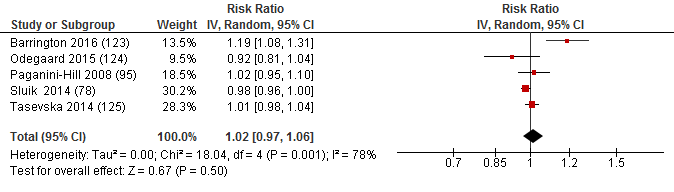 Risk Ratio Risk Ratio
Study or Subgroup Weight IV, Random, 95% CI IV, Random, 95% CI
Barrington 2016 (123) 13.5% 1.19 [1.08, 1.31]
Odegaard 2015 (124) 9.5% 0.92 [0.81, 1.04]
Paganini-Hill 2008 (95) 18.5% 1.02 [0.95, 1.10]
Sluik 2014 (78) 30.2% 0.98 [0.96, 1.00]
Tasevska 2014 (125) 28.3% 1.01 [0.98, 1.04]
Total (95% CI) 100.0% 1.02 [0.97, 1.06]
Heterogeneity: Tau² = 0.00; Chi² = 18.04, df = 4 (P = 0.001); I² = 78%
Test for overall effect: Z = 0.67 (P = 0.50)
0.7 0.85 1 1.2 1.5